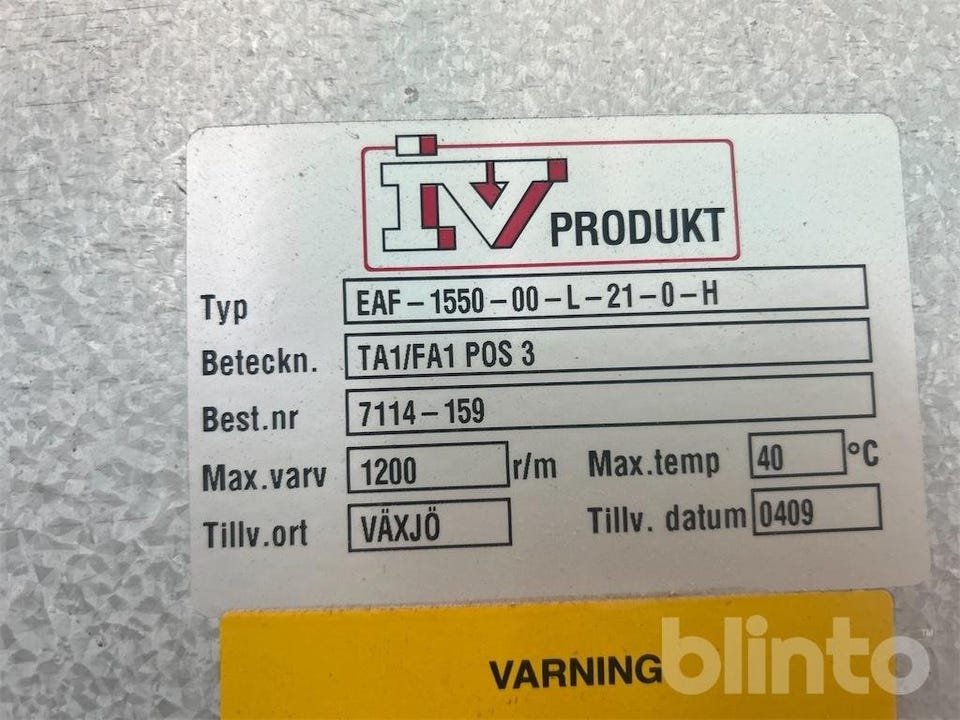 iv PRODUKT
Typ EAF-1550-00-L-21-0-H
Beteckn. TA1/FA1 POS 3
Best.nr 7114-159
Max.varv 1200 r/m Max.temp 40 °C
Tillv.ort VÄXJÖ Tillv. datum 0409
VARNING
blinto™